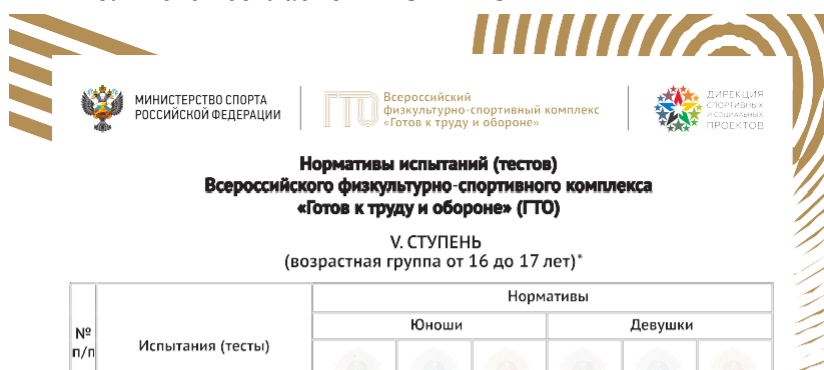 МИНИСТЕРСТВО СПОРТА
РОССИЙСКОЙ ФЕДЕРАЦИИ
ГТО
Всероссийский
физкультурно-спортивный комплекс
«Готов к труду и обороне»
ДИРЕКЦИЯ
СПОРТИВНЫХ
И СОЦИАЛЬНЫХ
ПРОЕКТОВ
Нормативы испытаний (тестов)
Всероссийского физкультурно-спортивного комплекса
«Готов к труду и обороне» (ГТО)
V. СТУПЕНЬ
(возрастная группа от 16 до 17 лет)*
№
п/п
Испытания (тесты)
Нормативы
Юноши
Девушки